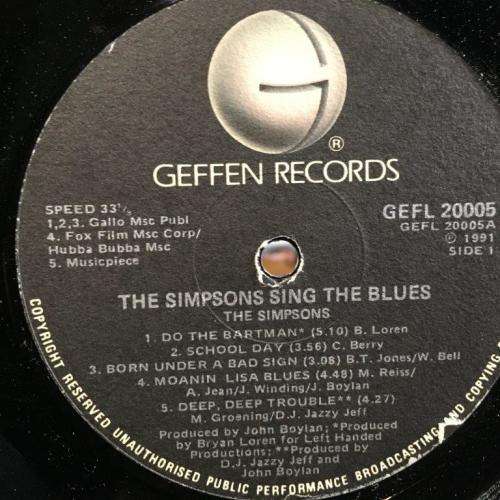 ®
GEFFEN RECORDS
SPEED 33⅓
1,2,3. Gallo Msc Publ
4. Fox Film Msc Corp/
Hubba Bubba Msc
5. Musicpiece
GEFL 20005
GEFL 20005A
℗ 1991
SIDE 1
THE SIMPSONS SING THE BLUES
THE SIMPSONS
1. DO THE BARTMAN* (5.10) B. Loren
2. SCHOOL DAY (3.56) C. Berry
3. BORN UNDER A BAD SIGN (3.08) B.T. Jones/W. Bell
4. MOANIN LISA BLUES (4.48) M. Reiss/
A. Jean/J. Winding/J. Boylan
5. DEEP, DEEP TROUBLE** (4.27)
M. Groening/D.J. Jazzy Jeff
Produced by John Boylan; *Produced
by Bryan Loren for Left Handed
Productions; **Produced by
D.J. Jazzy Jeff and
John Boylan
COPYRIGHT RESERVED UNAUTHORISED PUBLIC PERFORMANCE BROADCASTING AND COPYING